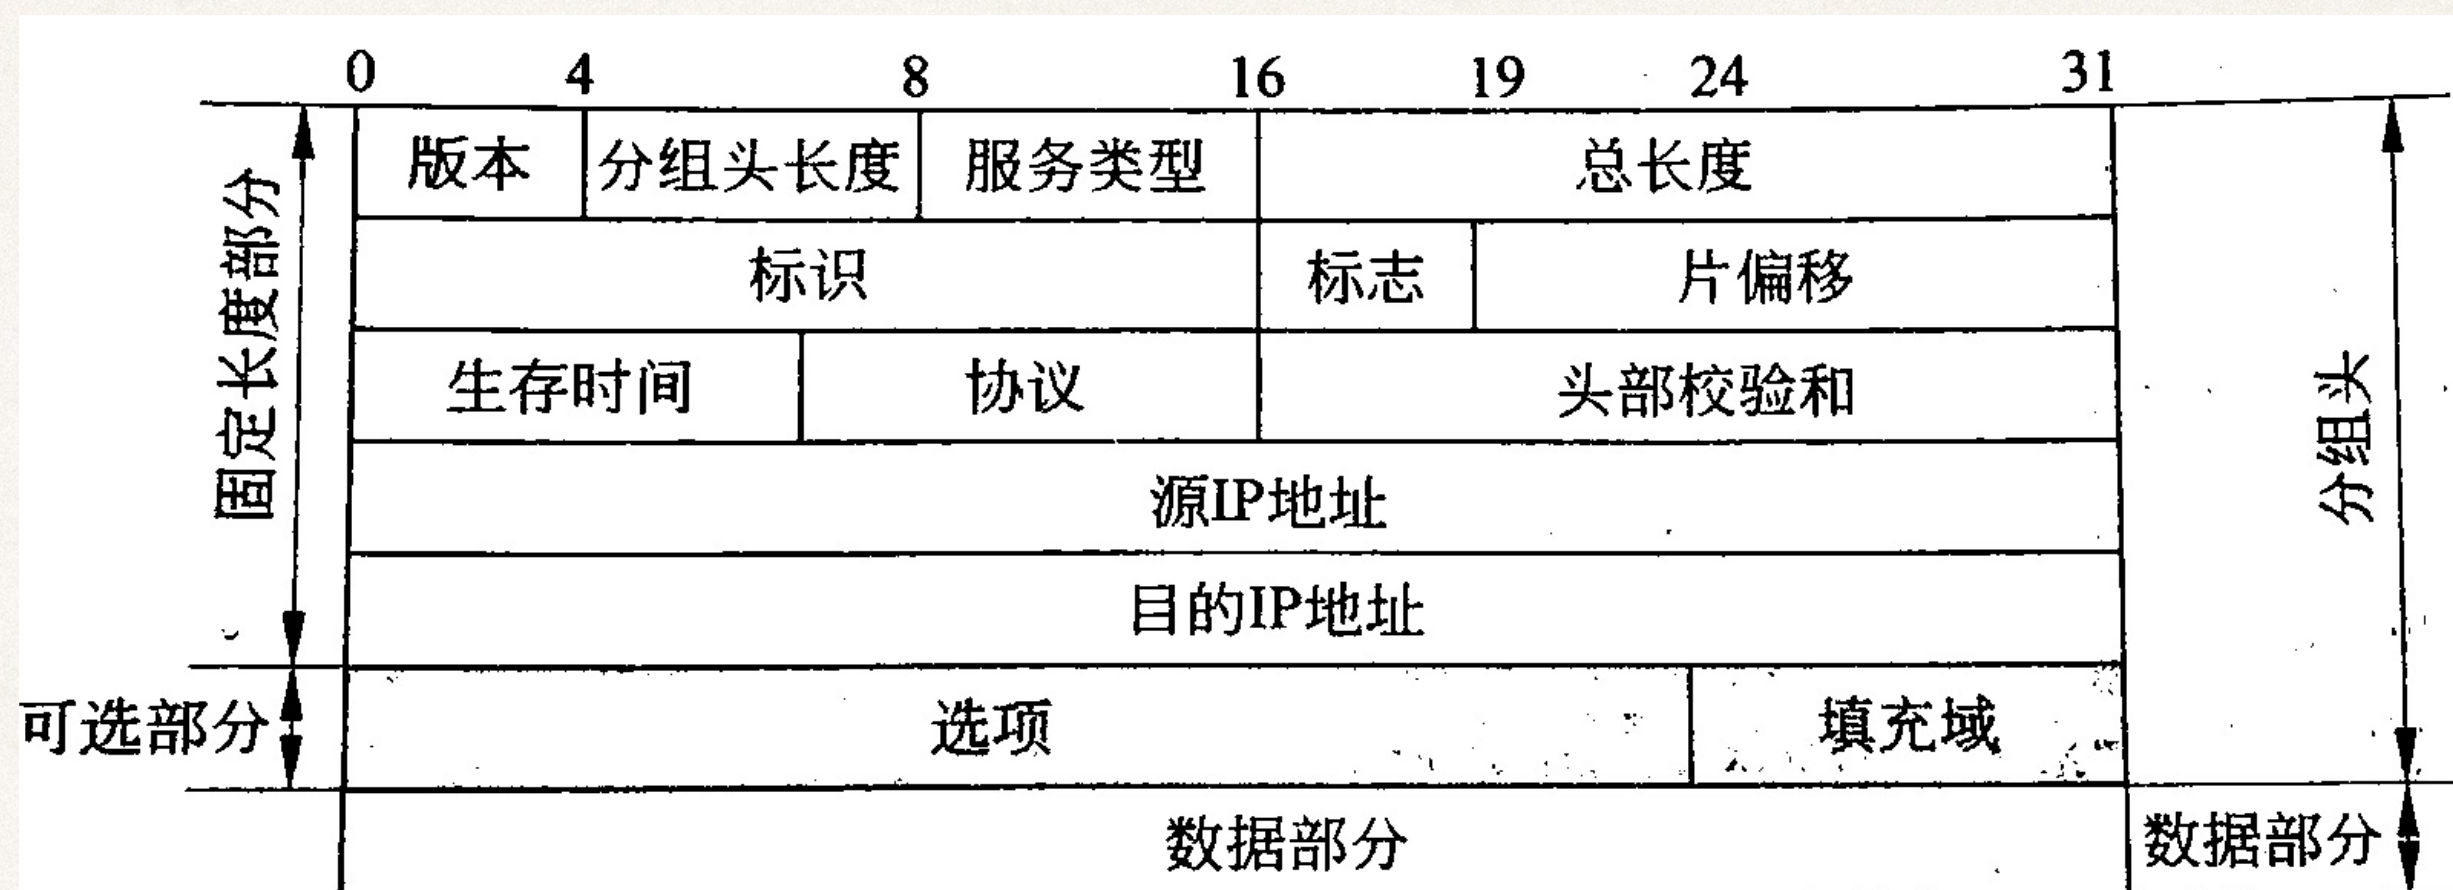 0 4 8 16 19 24 31
版本 分组头长度 服务类型 总长度
标识 标志 片偏移
生存时间 协议 头部校验和
源IP地址
目的IP地址
选项 填充域
数据部分
固定长度部分
可选部分
分组头
数据部分